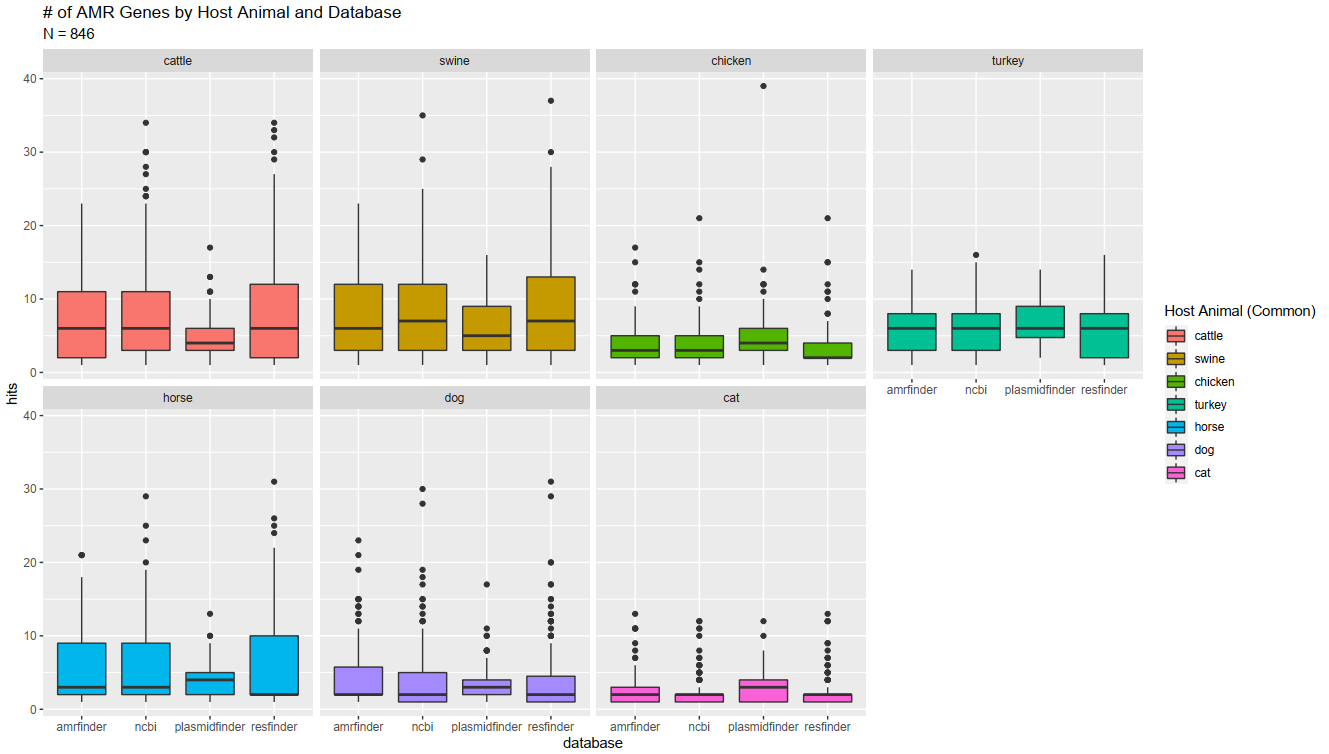 # of AMR Genes by Host Animal and Database
N = 846
cattle
swine
chicken
turkey
40
30
20
10
0
amrfinder ncbi plasmidfinder resfinder
hits
horse
dog
cat
40
30
20
10
0
amrfinder ncbi plasmidfinder resfinder
amrfinder ncbi plasmidfinder resfinder
amrfinder ncbi plasmidfinder resfinder
database
Host Animal (Common)
cattle
swine
chicken
turkey
horse
dog
cat